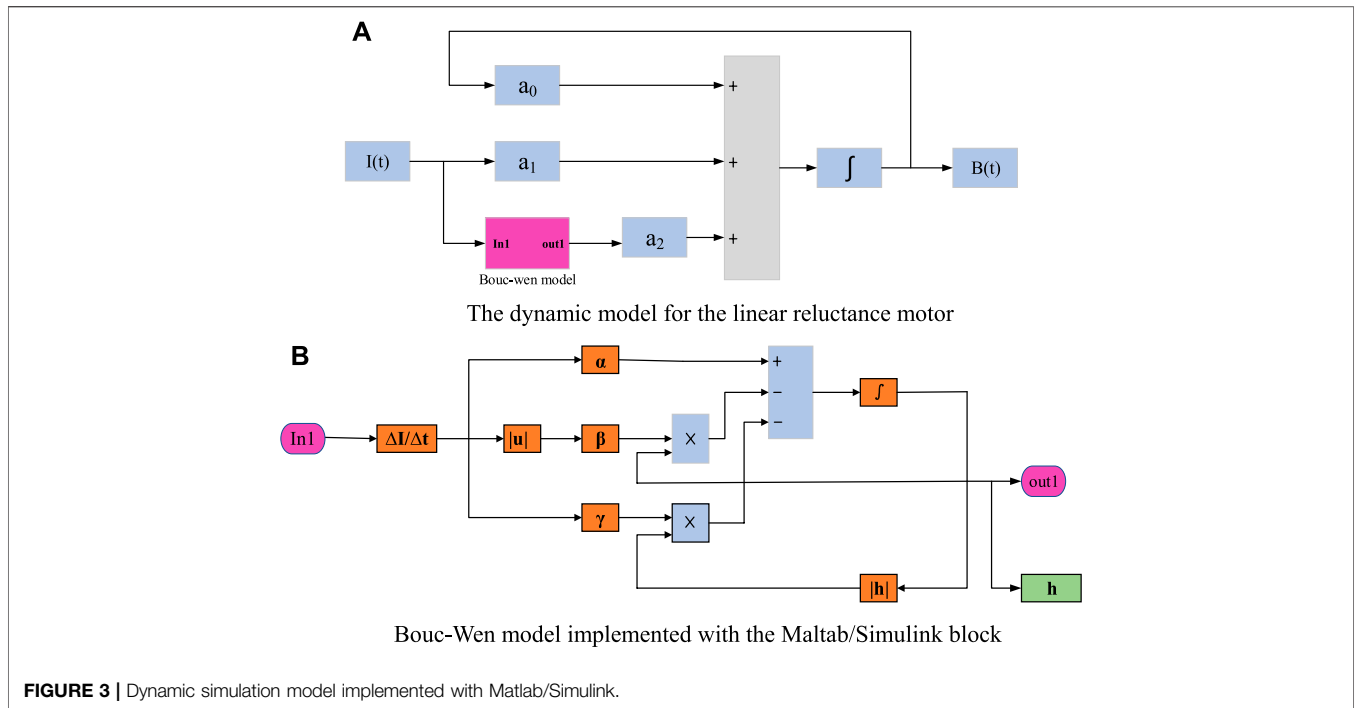 A
a₀
+
I(t)
a₁
+
∫
B(t)
In1 out1
a₂
+
Bouc-wen model
The dynamic model for the linear reluctance motor
B
α
+
−
∫
In1
ΔI/Δt
|u|
β
×
−
out1
γ
×
|h|
h
Bouc-Wen model implemented with the Maltab/Simulink block
FIGURE 3 | Dynamic simulation model implemented with Matlab/Simulink.